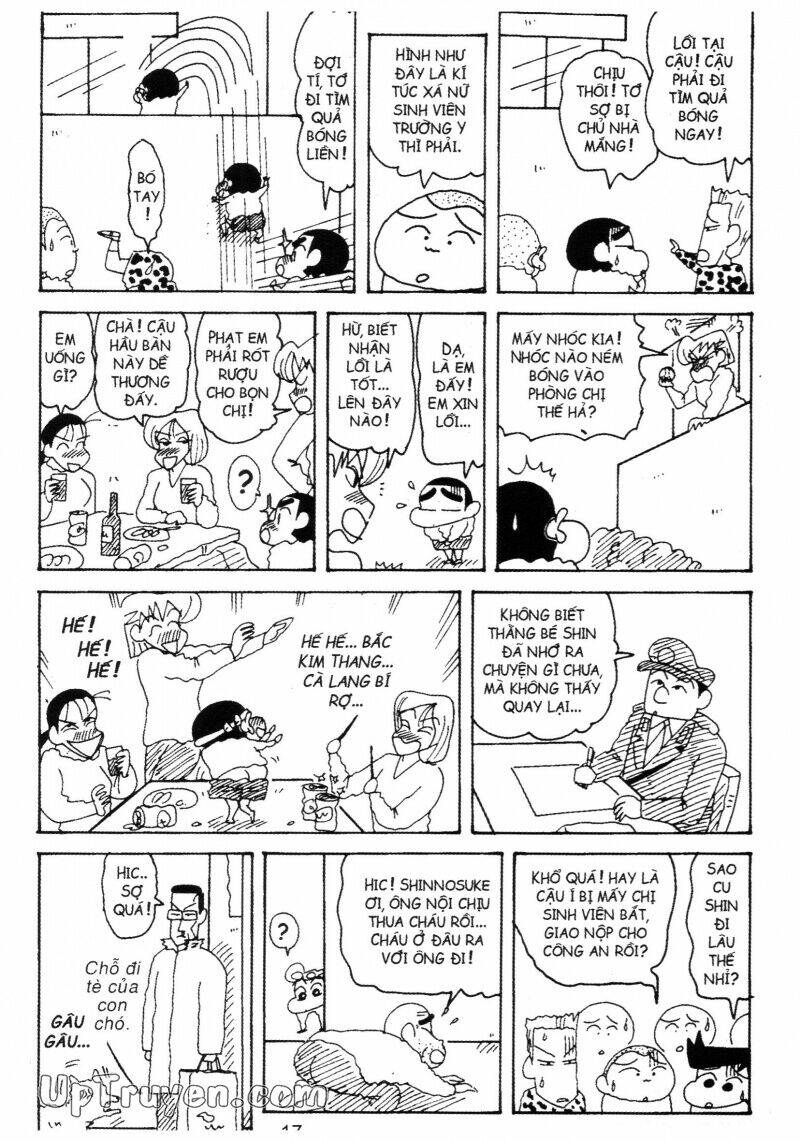 LỖI TẠI
CẬU! CẬU
PHẢI ĐI
TÌM QUẢ
BÓNG
NGAY!
CHỊU
THÔI! TỚ
SỢ BỊ
CHỦ NHÀ
MẮNG!
HÌNH NHƯ
ĐÂY LÀ KÍ
TÚC XÁ NỮ
SINH VIÊN
TRƯỜNG Y
THÌ PHẢI.
ĐỢI
TÍ, TỚ
ĐI TÌM
QUẢ
BÓNG
LIỀN!
BÓ
TAY
!
MẤY NHÓC KIA!
NHÓC NÀO NÉM
BÓNG VÀO
PHÒNG CHỊ
THẾ HẢ?
DẠ,
LÀ EM
ĐẤY!
EM XIN
LỖI...
HỪ, BIẾT
NHẬN
LỖI LÀ
TỐT...
LÊN ĐÂY
NÀO!
PHẠT EM
PHẢI RÓT
RƯỢU
CHO BỌN
CHỊ!
CHÀ! CẬU
HẦU BÀN
NÀY DỄ
THƯƠNG
ĐẤY.
EM
UỐNG
GÌ?
?
KHÔNG BIẾT
THẰNG BÉ SHIN
ĐÃ NHỚ RA
CHUYỆN GÌ CHƯA,
MÀ KHÔNG THẤY
QUAY LẠI...
HẾ HẾ... BẮC
KIM THANG...
CÀ LANG BÍ
RỢ...
HẾ!
HẾ!
HẾ!
SAO
CU
SHIN
ĐI
LÂU
THẾ
NHỈ?
KHỔ QUÁ! HAY LÀ
CẬU Í BỊ MẤY CHỊ
SINH VIÊN BẮT,
GIAO NỘP CHO
CÔNG AN RỒI?
HIC! SHINNOSUKE
ƠI, ÔNG NỘI CHỊU
THUA CHÁU RỒI...
CHÁU Ở ĐÂU RA
VỚI ÔNG ĐI!
?
HIC..
SỢ
QUÁ!
Chỗ đi
tè của
con
chó.
GÂU
GÂU...
UpTruyen.com
17